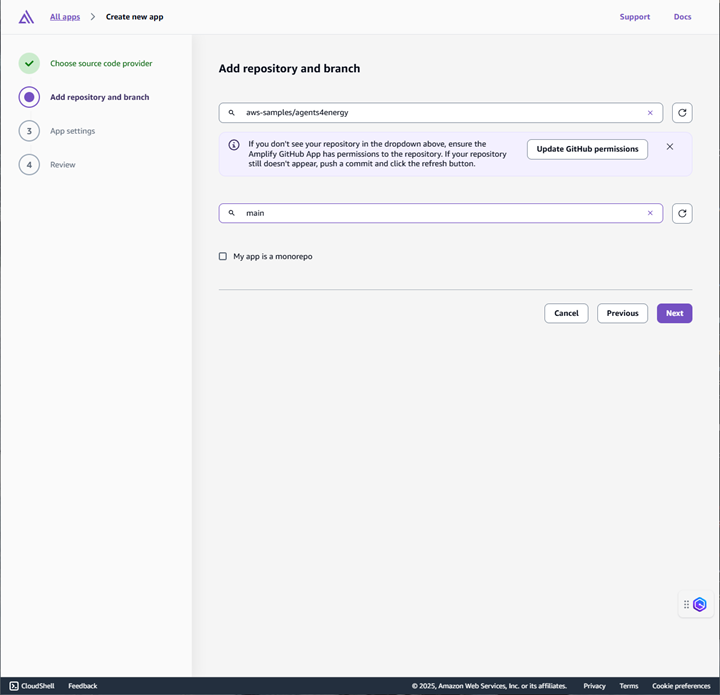 All apps
Create new app
Support
Docs
Choose source code provider
Add repository and branch
3
App settings
4
Review
Add repository and branch
aws-samples/agents4energy
If you don't see your repository in the dropdown above, ensure the
Amplify GitHub App has permissions to the repository. If your repository
still doesn't appear, push a commit and click the refresh button.
Update GitHub permissions
main
My app is a monorepo
Cancel
Previous
Next
CloudShell
Feedback
© 2025, Amazon Web Services, Inc. or its affiliates.
Privacy
Terms
Cookie preferences